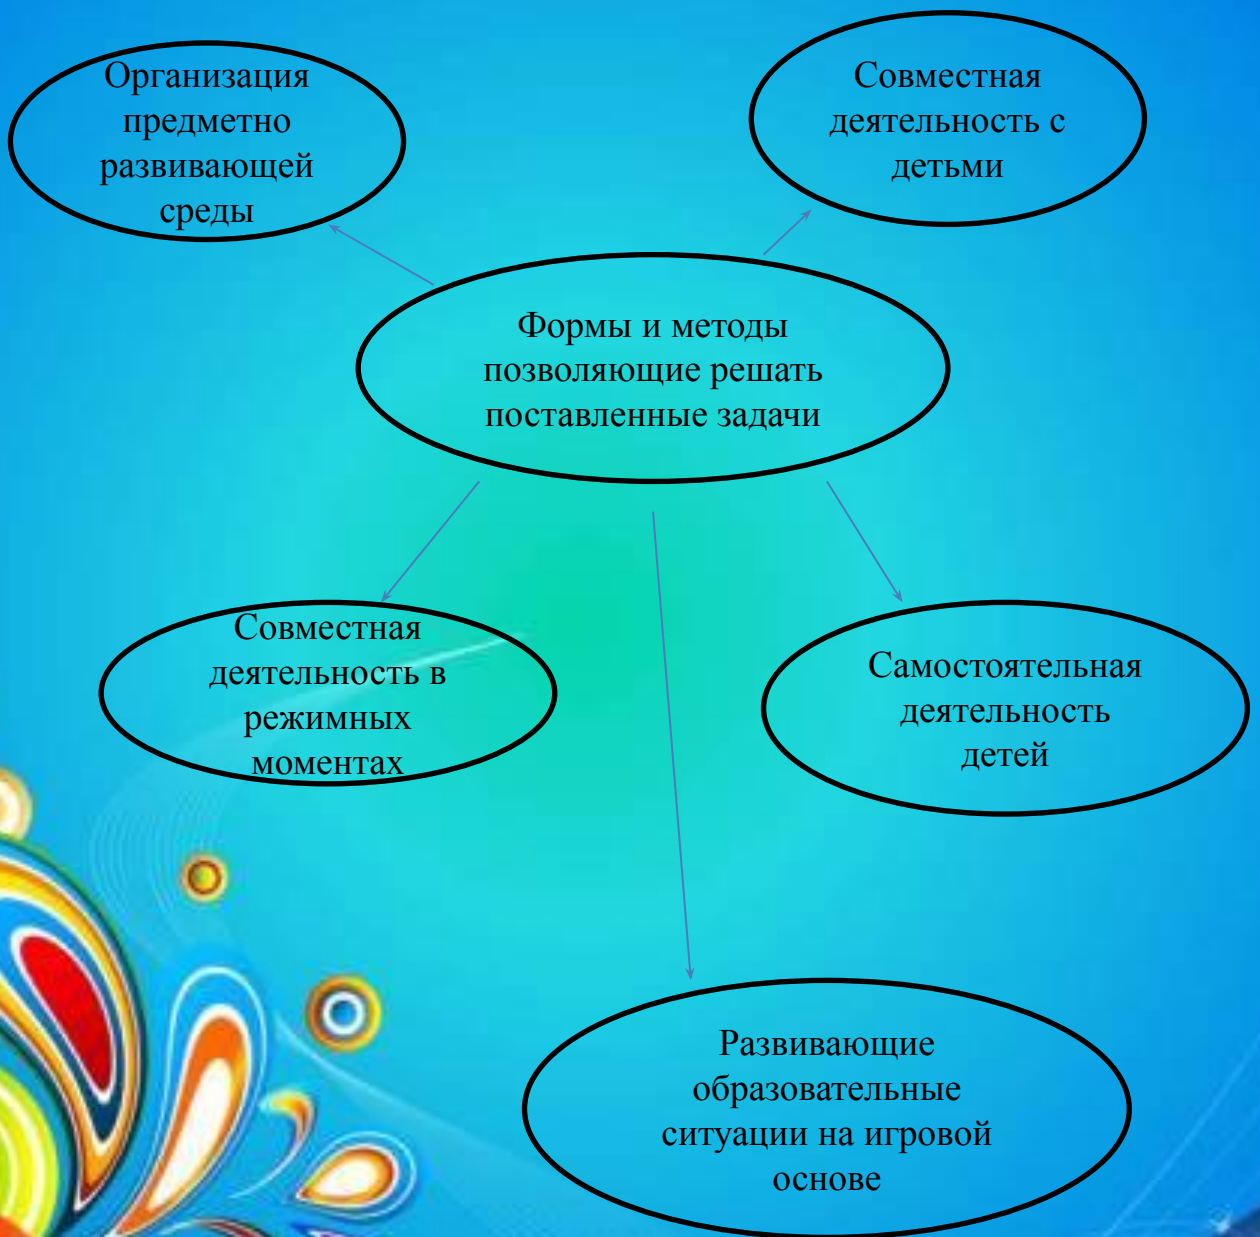 Организация
предметно
развивающей
среды
Совместная
деятельность с
детьми
Формы и методы
позволяющие решать
поставленные задачи
Совместная
деятельность в
режимных
моментах
Самостоятельная
деятельность
детей
Развивающие
образовательные
ситуации на игровой
основе